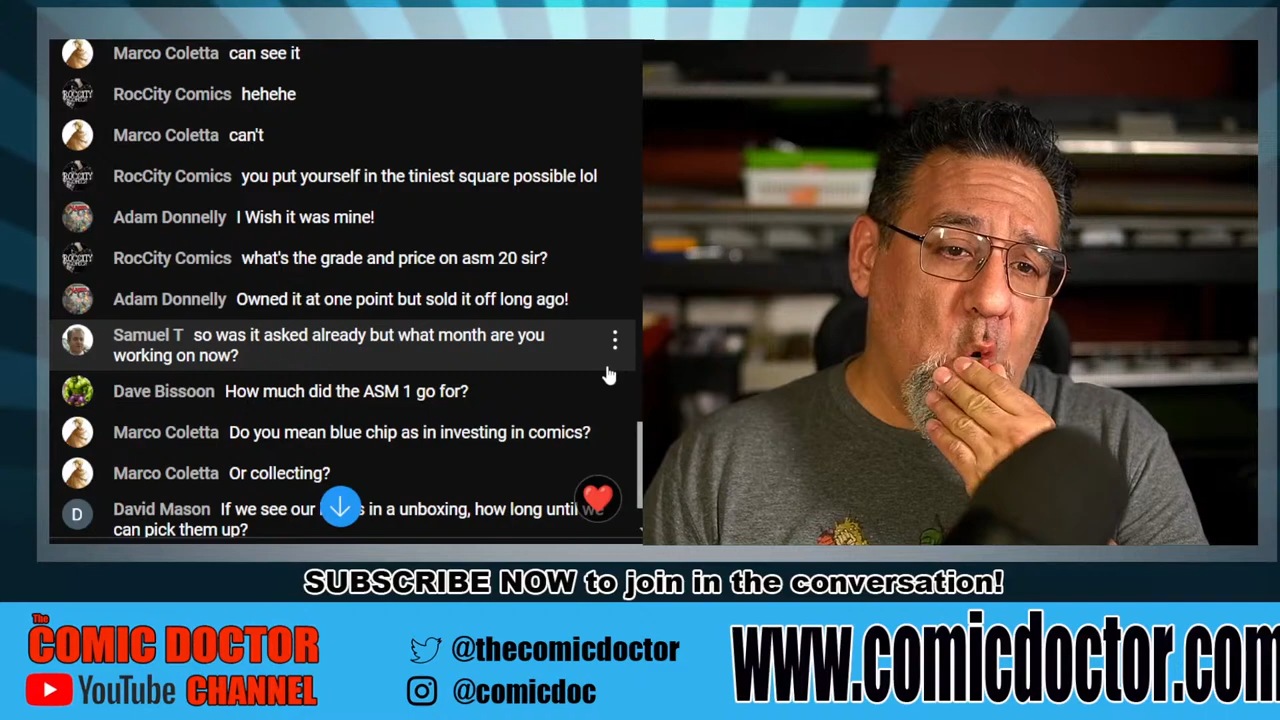 Marco Coletta can see it
RocCity Comics hehehe
Marco Coletta can't
RocCity Comics you put yourself in the tiniest square possible lol
Adam Donnelly I Wish it was mine!
RocCity Comics what's the grade and price on asm 20 sir?
Adam Donnelly Owned it at one point but sold it off long ago!
Samuel T so was it asked already but what month are you
working on now?
Dave Bissoon How much did the ASM 1 go for?
Marco Coletta Do you mean blue chip as in investing in comics?
Marco Coletta Or collecting?
D
David Mason If we see our in a unboxing, how long until we
can pick them up?
SUBSCRIBE NOW to join in the conversation!
The
COMIC DOCTOR
YouTube CHANNEL
@thecomicdoctor
@comicdoc
www.comicdoctor.com